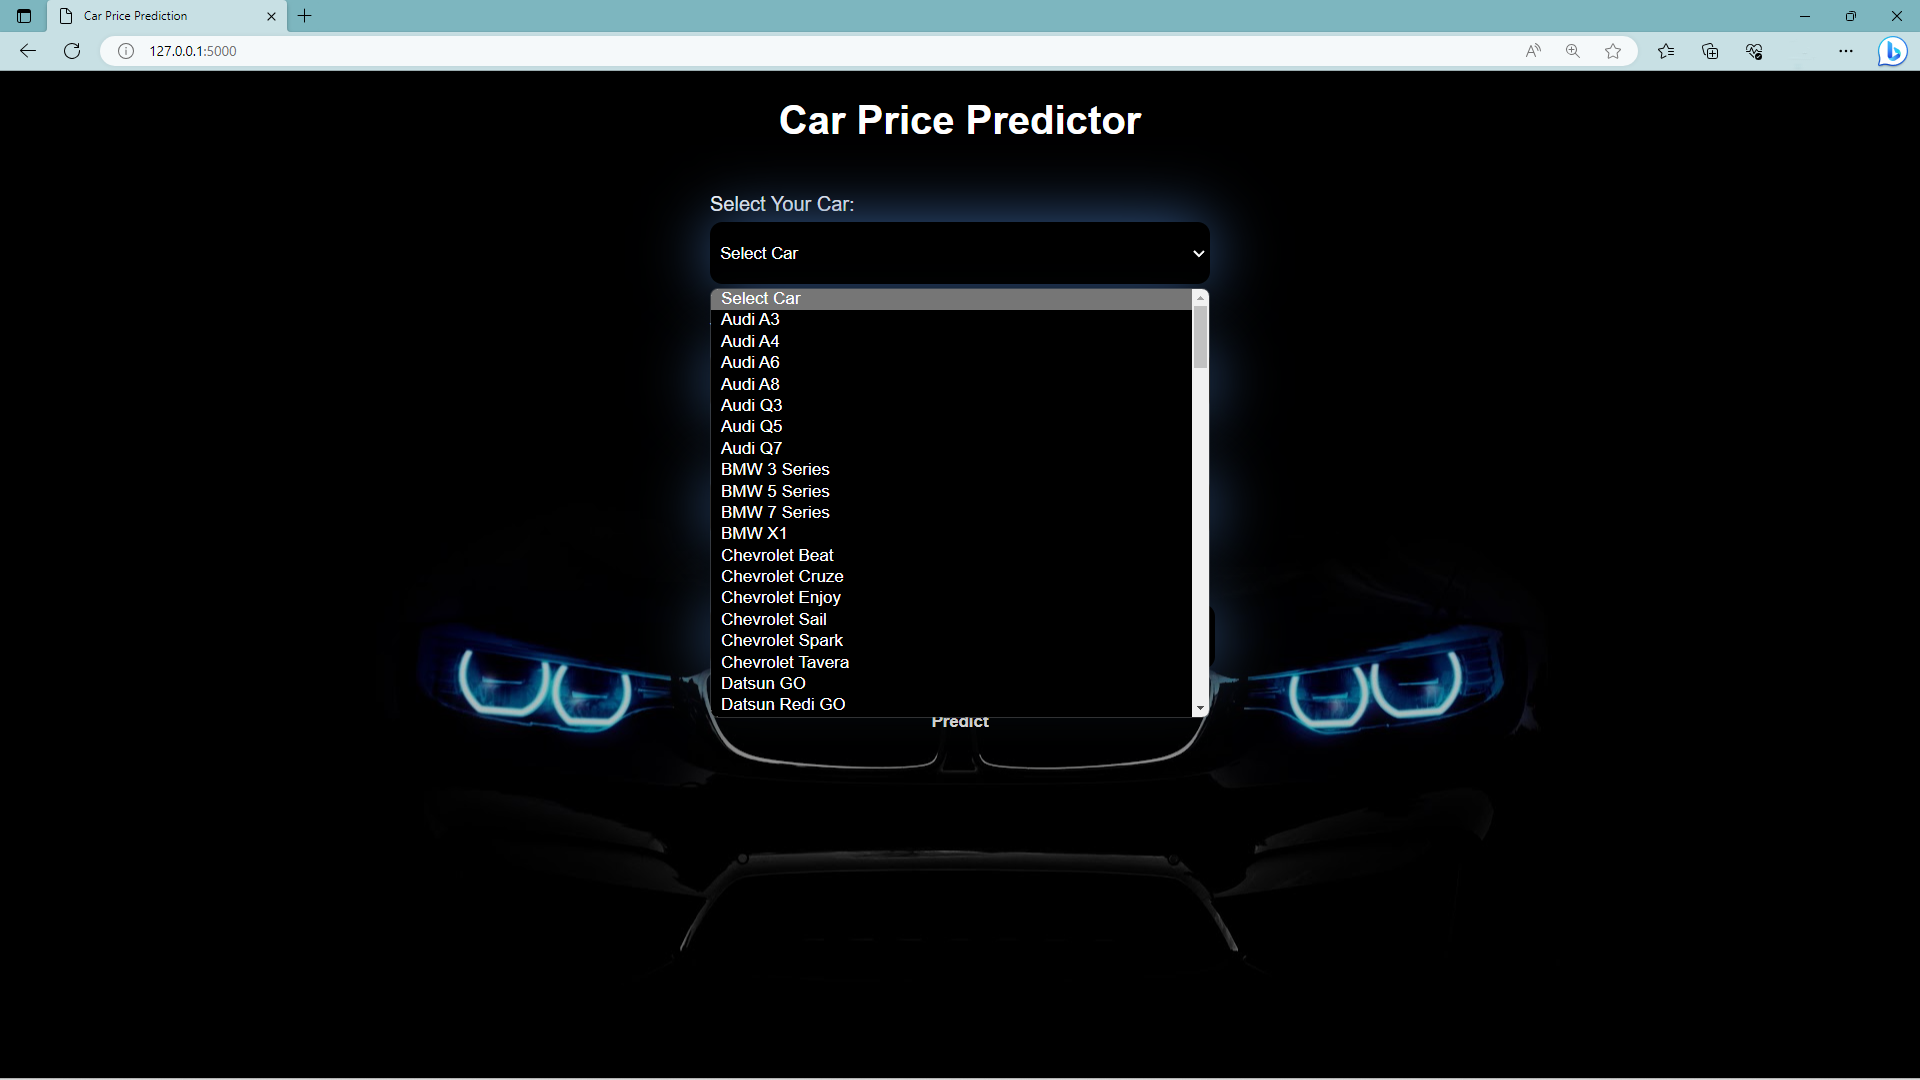 Car Price Prediction
127.0.0.1:5000
Car Price Predictor
Select Your Car:
Select Car
Select Car
Audi A3
Audi A4
Audi A6
Audi A8
Audi Q3
Audi Q5
Audi Q7
BMW 3 Series
BMW 5 Series
BMW 7 Series
BMW X1
Chevrolet Beat
Chevrolet Cruze
Chevrolet Enjoy
Chevrolet Sail
Chevrolet Spark
Chevrolet Tavera
Datsun GO
Datsun Redi GO
Predict